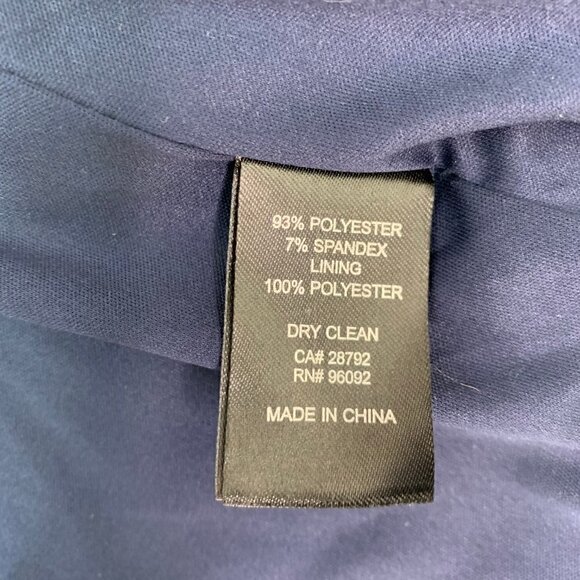 93% POLYESTER
7% SPANDEX
LINING
100% POLYESTER
DRY CLEAN
CA# 28792
RN# 96092
MADE IN CHINA